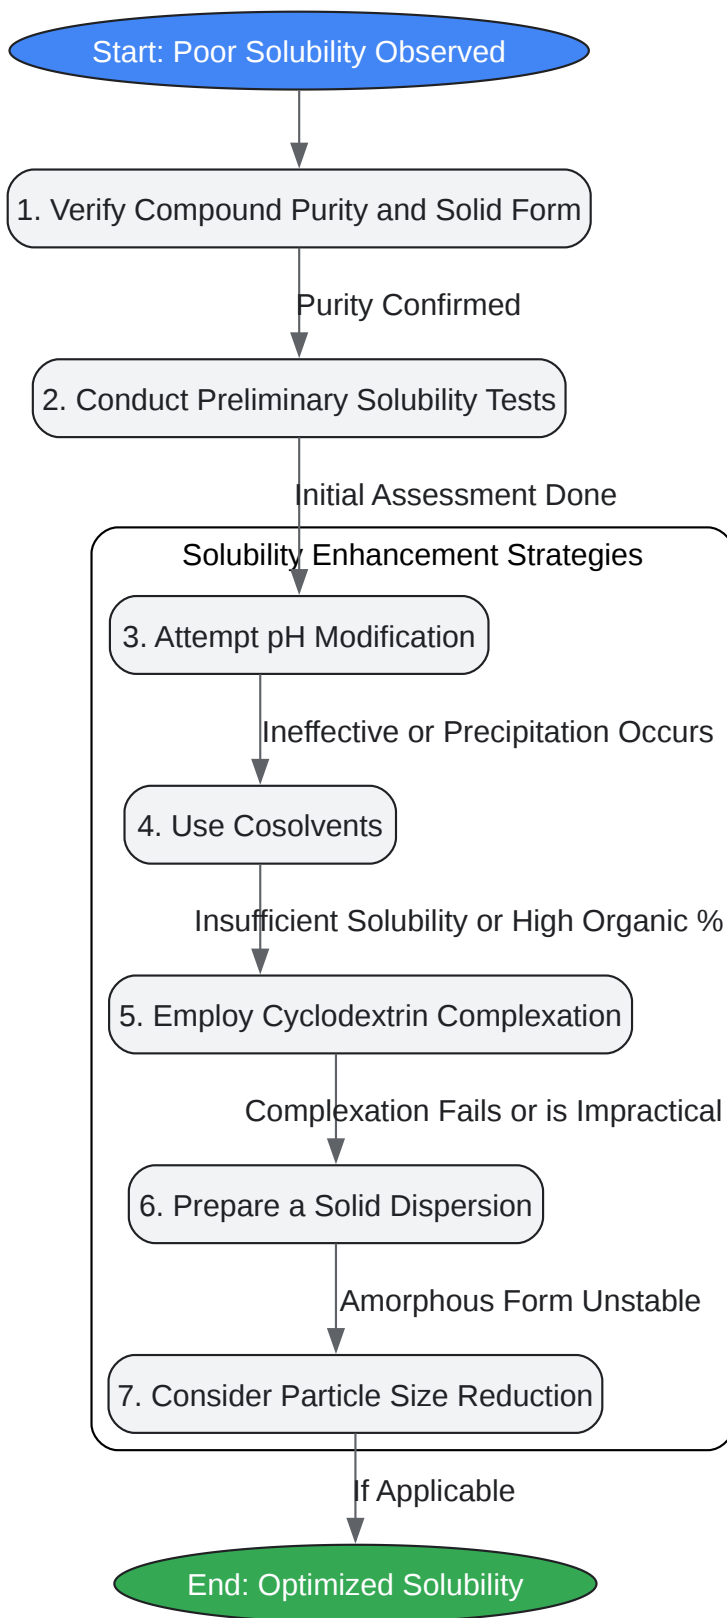 Start: Poor Solubility Observed
1. Verify Compound Purity and Solid Form
Purity Confirmed
2. Conduct Preliminary Solubility Tests
Initial Assessment Done
Solubility Enhancement Strategies
3. Attempt pH Modification
Ineffective or Precipitation Occurs
4. Use Cosolvents
Insufficient Solubility or High Organic %
5. Employ Cyclodextrin Complexation
Complexation Fails or is Impractical
6. Prepare a Solid Dispersion
Amorphous Form Unstable
7. Consider Particle Size Reduction
If Applicable
End: Optimized Solubility